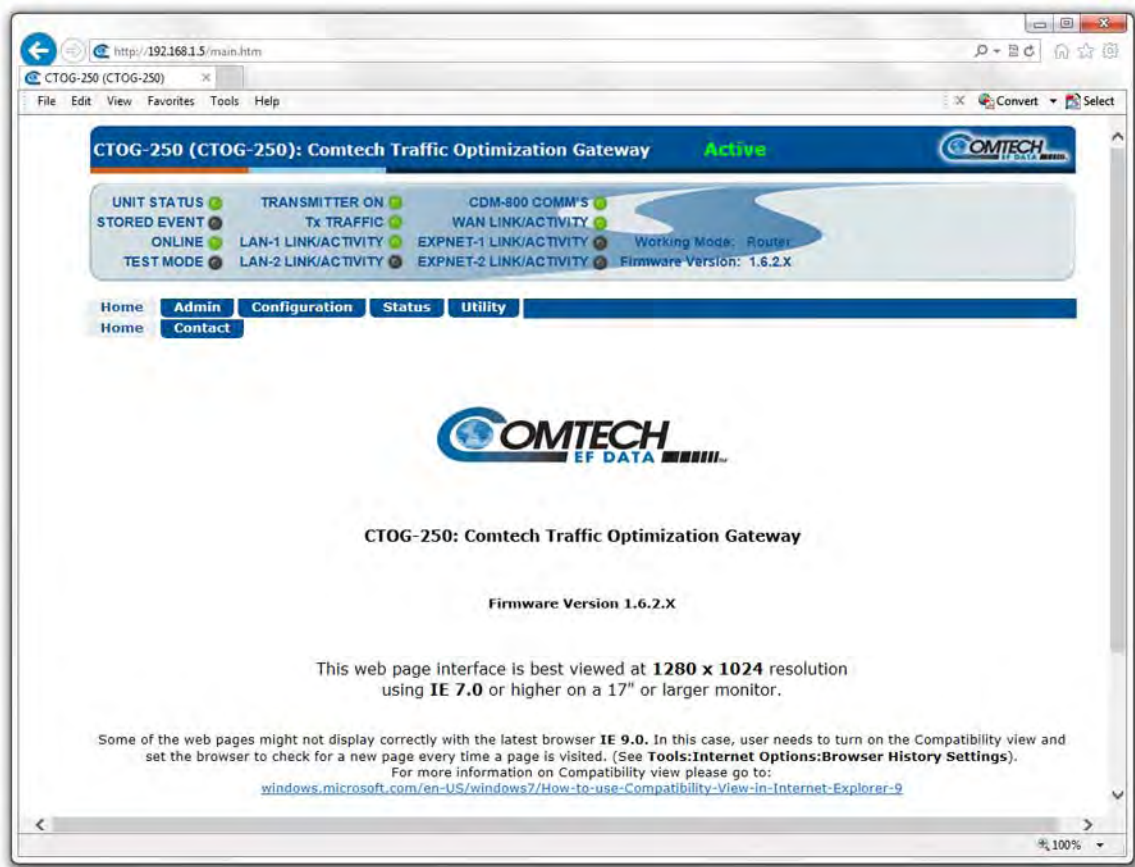 http://192.168.1.5/main.htm
CTOG-250 (CTOG-250)
File Edit View Favorites Tools Help
Convert
Select
CTOG-250 (CTOG-250): Comtech Traffic Optimization Gateway Active
COMTECH
EF DATA
UNIT STATUS TRANSMITTER ON CDM-800 COMM'S
STORED EVENT Tx TRAFFIC WAN LINK/ACTIVITY
ONLINE LAN-1 LINK/ACTIVITY EXPNET-1 LINK/ACTIVITY Working Mode: Router
TEST MODE LAN-2 LINK/ACTIVITY EXPNET-2 LINK/ACTIVITY Firmware Version: 1.6.2.X
Home Admin Configuration Status Utility
Home Contact
COMTECH
EF DATA
CTOG-250: Comtech Traffic Optimization Gateway
Firmware Version 1.6.2.X
This web page interface is best viewed at 1280 x 1024 resolution
using IE 7.0 or higher on a 17" or larger monitor.
Some of the web pages might not display correctly with the latest browser IE 9.0. In this case, user needs to turn on the Compatibility view and
set the browser to check for a new page every time a page is visited. (See Tools:Internet Options:Browser History Settings).
For more information on Compatibility view please go to:
windows.microsoft.com/en-US/windows7/How-to-use-Compatibility-View-in-Internet-Explorer-9
100%